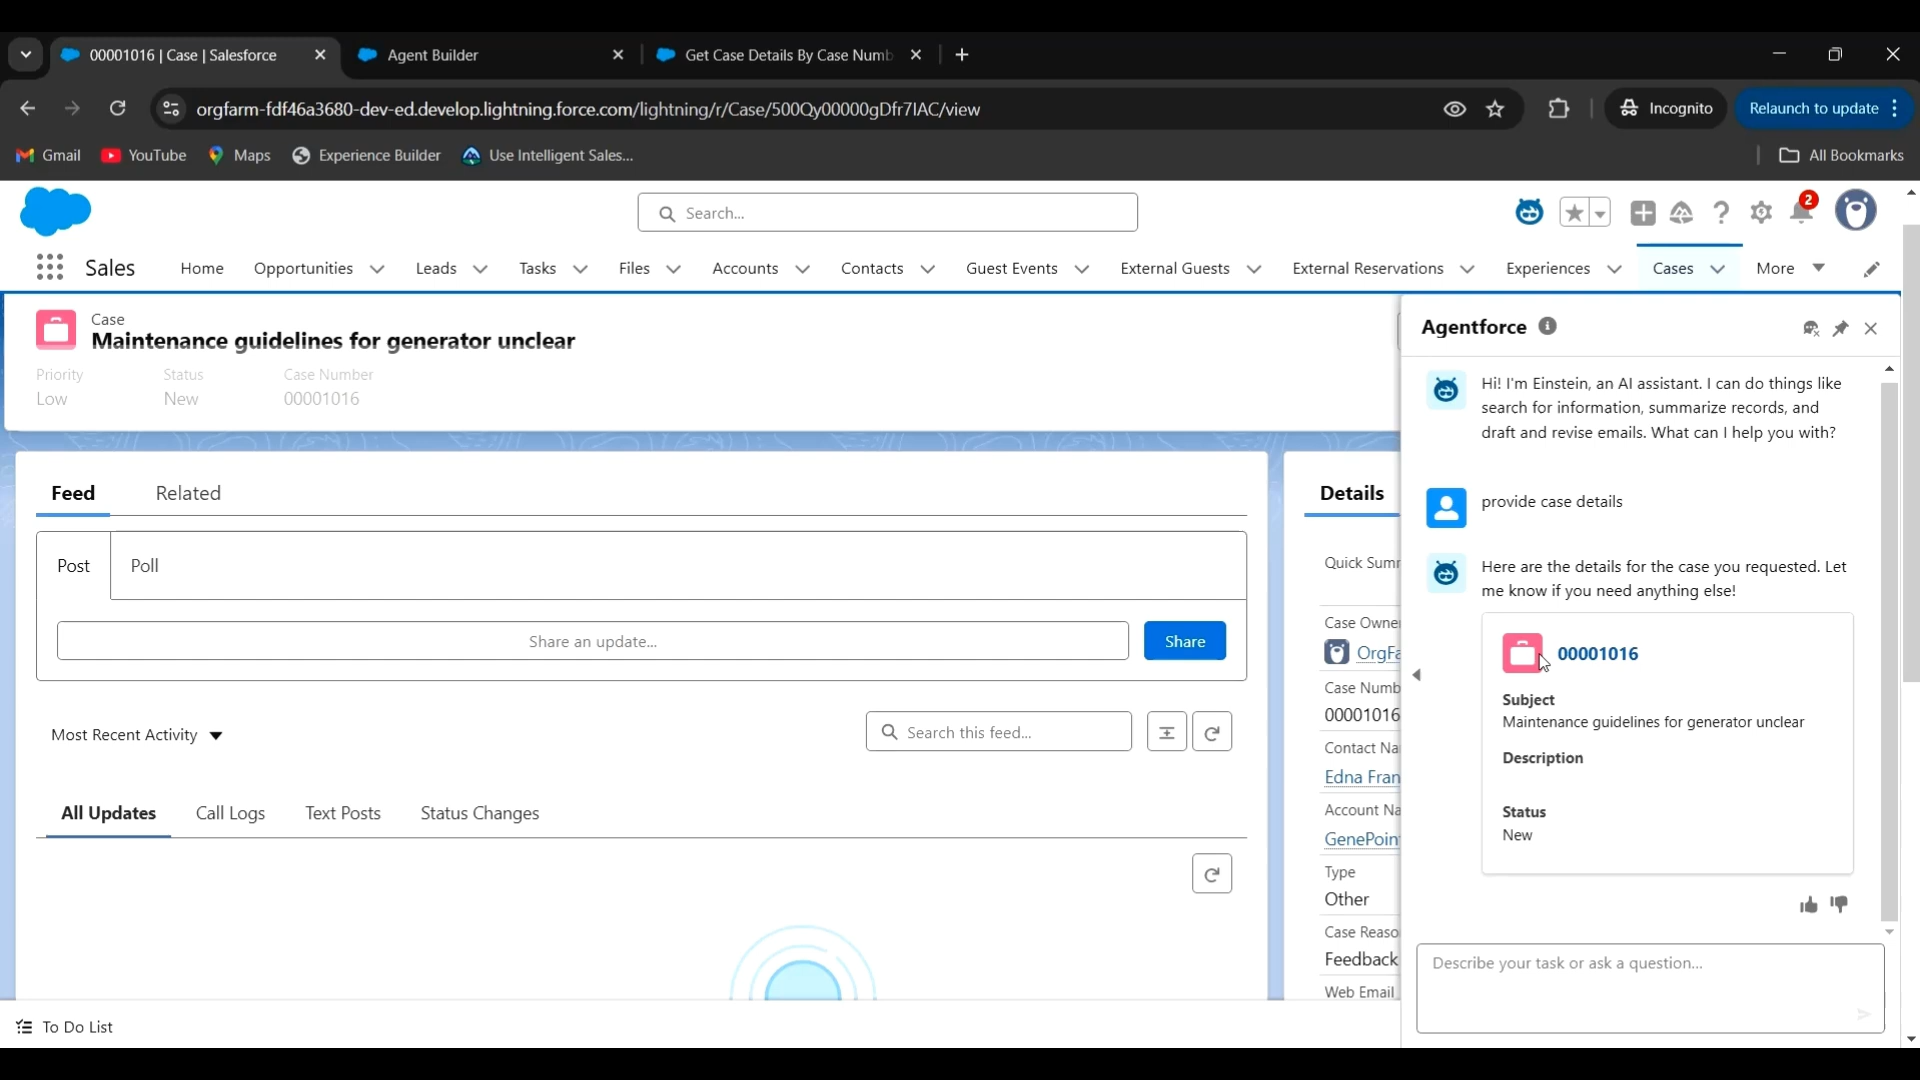 00001016 | Case | Salesforce
Agent Builder
Get Case Details By Case Numb
orgfarm-fdf46a3680-dev-ed.develop.lightning.force.com/lightning/r/Case/500Qy00000gDfr7IAC/view
Incognito
Relaunch to update
Gmail
YouTube
Maps
Experience Builder
Use Intelligent Sales...
All Bookmarks
Search...
2
Sales
Home
Opportunities
Leads
Tasks
Files
Accounts
Contacts
Guest Events
External Guests
External Reservations
Experiences
Cases
More
Case
Maintenance guidelines for generator unclear
Priority
Status
Case Number
Low
New
00001016
Feed
Related
Post
Poll
Share an update...
Share
Most Recent Activity
Search this feed...
All Updates
Call Logs
Text Posts
Status Changes
To Do List
Details
Quick Summ
Case Owne
OrgFa
Case Numb
00001016
Contact Na
Edna Fran
Account Na
GenePoin
Type
Other
Case Reaso
Feedback
Web Email
Agentforce
Hi! I'm Einstein, an AI assistant. I can do things like
search for information, summarize records, and
draft and revise emails. What can I help you with?
provide case details
Here are the details for the case you requested. Let
me know if you need anything else!
00001016
Subject
Maintenance guidelines for generator unclear
Description
Status
New
Describe your task or ask a question...